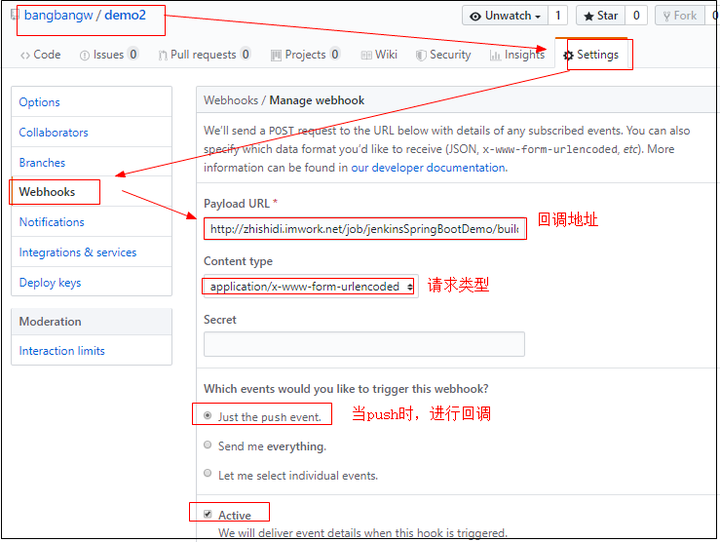 bangbangw / demo2
Unwatch 1 Star 0 Fork 0
Code Issues 0 Pull requests 0 Projects 0 Wiki Security Insights Settings
Options
Collaborators
Branches
Webhooks
Notifications
Integrations & services
Deploy keys
Moderation
Interaction limits
Webhooks / Manage webhook
We'll send a POST request to the URL below with details of any subscribed events. You can also
specify which data format you'd like to receive (JSON, x-www-form-urlencoded, etc). More
information can be found in our developer documentation.
Payload URL *
http://zhishidi.imwork.net/job/jenkinsSpringBootDemo/build 回调地址
Content type
application/x-www-form-urlencoded 请求类型
Secret
Which events would you like to trigger this webhook?
Just the push event. 当push时，进行回调
Send me everything.
Let me select individual events.
Active
We will deliver event details when this hook is triggered.